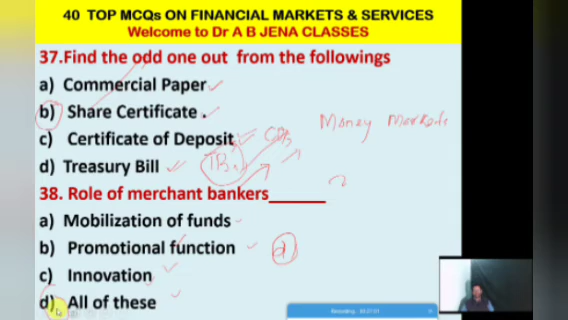 40 TOP MCQs ON FINANCIAL MARKETS & SERVICES
Welcome to Dr A B JENA CLASSES
37.Find the odd one out from the followings
a) Commercial Paper
b) Share Certificate
c) Certificate of Deposit
d) Treasury Bill
Money Markets
TB
38. Role of merchant bankers______
a) Mobilization of funds
b) Promotional function
d
c) Innovation
d) All of these